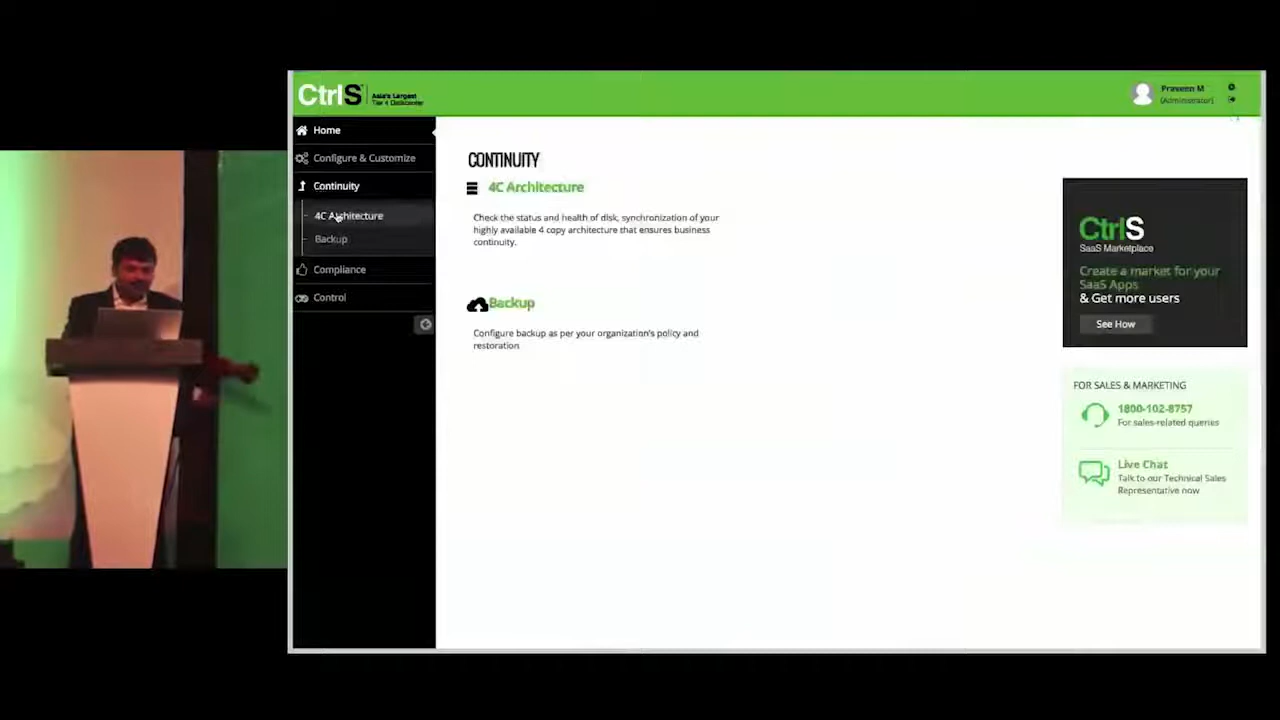 CtrlS
Asia's Largest
Tier 4 Datacenter
Praveen M
(Administrator)
Home
Configure & Customize
Continuity
4C Architecture
Backup
Compliance
Control
CONTINUITY
4C Architecture
Check the status and health of disk, synchronization of your
highly available 4 copy architecture that ensures business
continuity.
Backup
Configure backup as per your organization's policy and
restoration
CtrlS
SaaS Marketplace
Create a market for your
SaaS Apps
& Get more users
See How
FOR SALES & MARKETING
1800-102-8757
For sales-related queries
Live Chat
Talk to our Technical Sales
Representative now